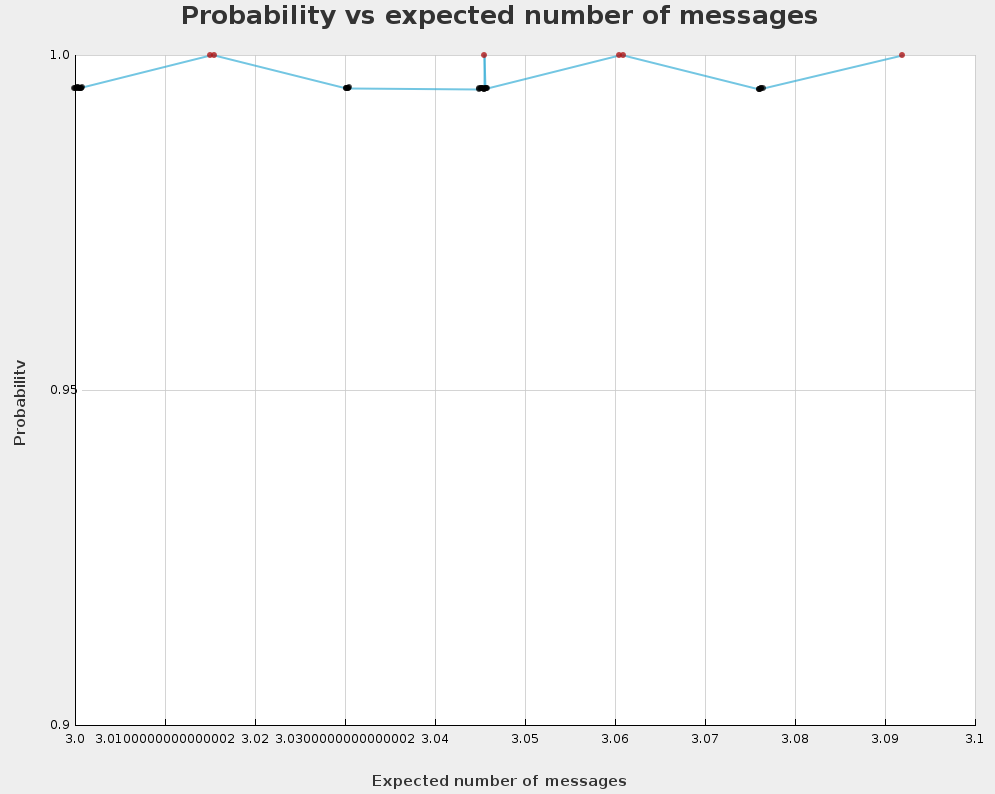 Probability vs expected number of messages
1.0
0.95
0.9
Probability
3.0 3.0100000000000002 3.02 3.0300000000000002 3.04 3.05 3.06 3.07 3.08 3.09 3.1
Expected number of messages